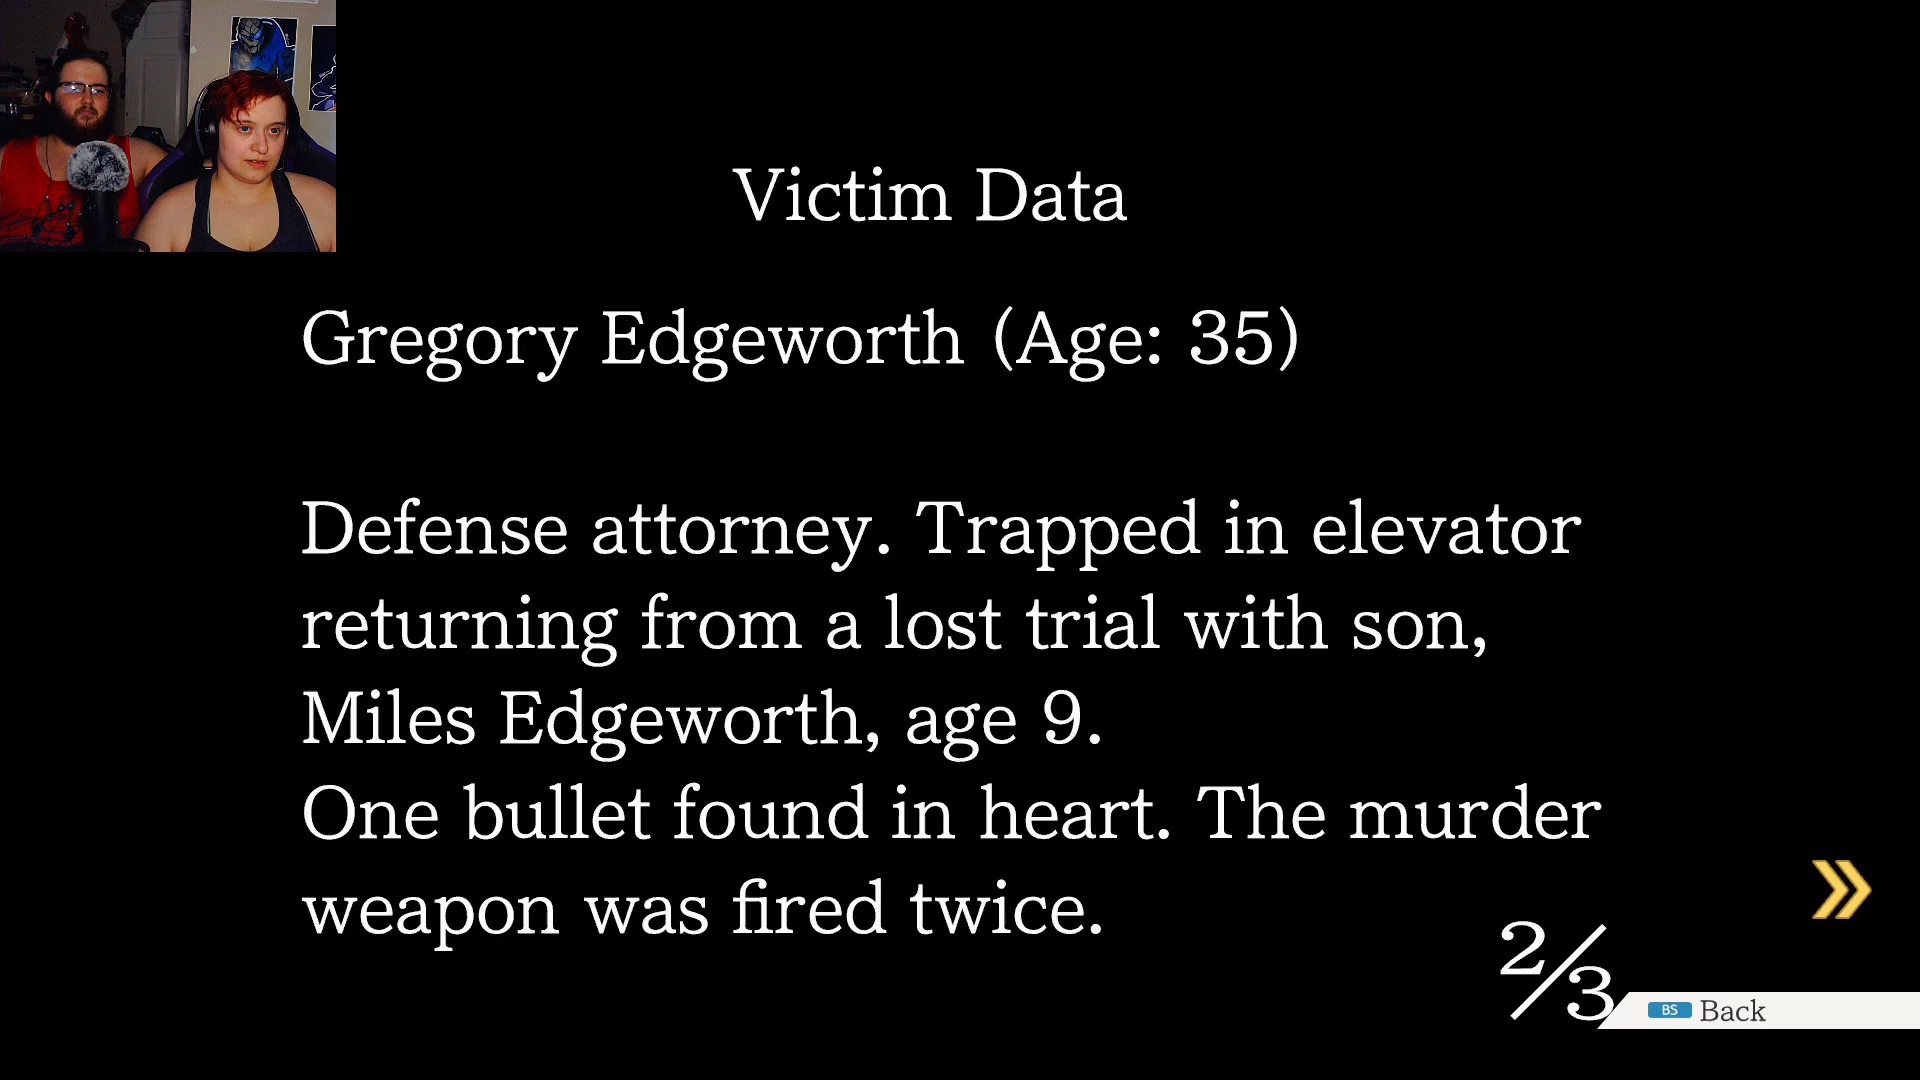 Victim Data
Gregory Edgeworth (Age: 35)
Defense attorney. Trapped in elevator
returning from a lost trial with son,
Miles Edgeworth, age 9.
One bullet found in heart. The murder
weapon was fired twice.
2/3
BS Back